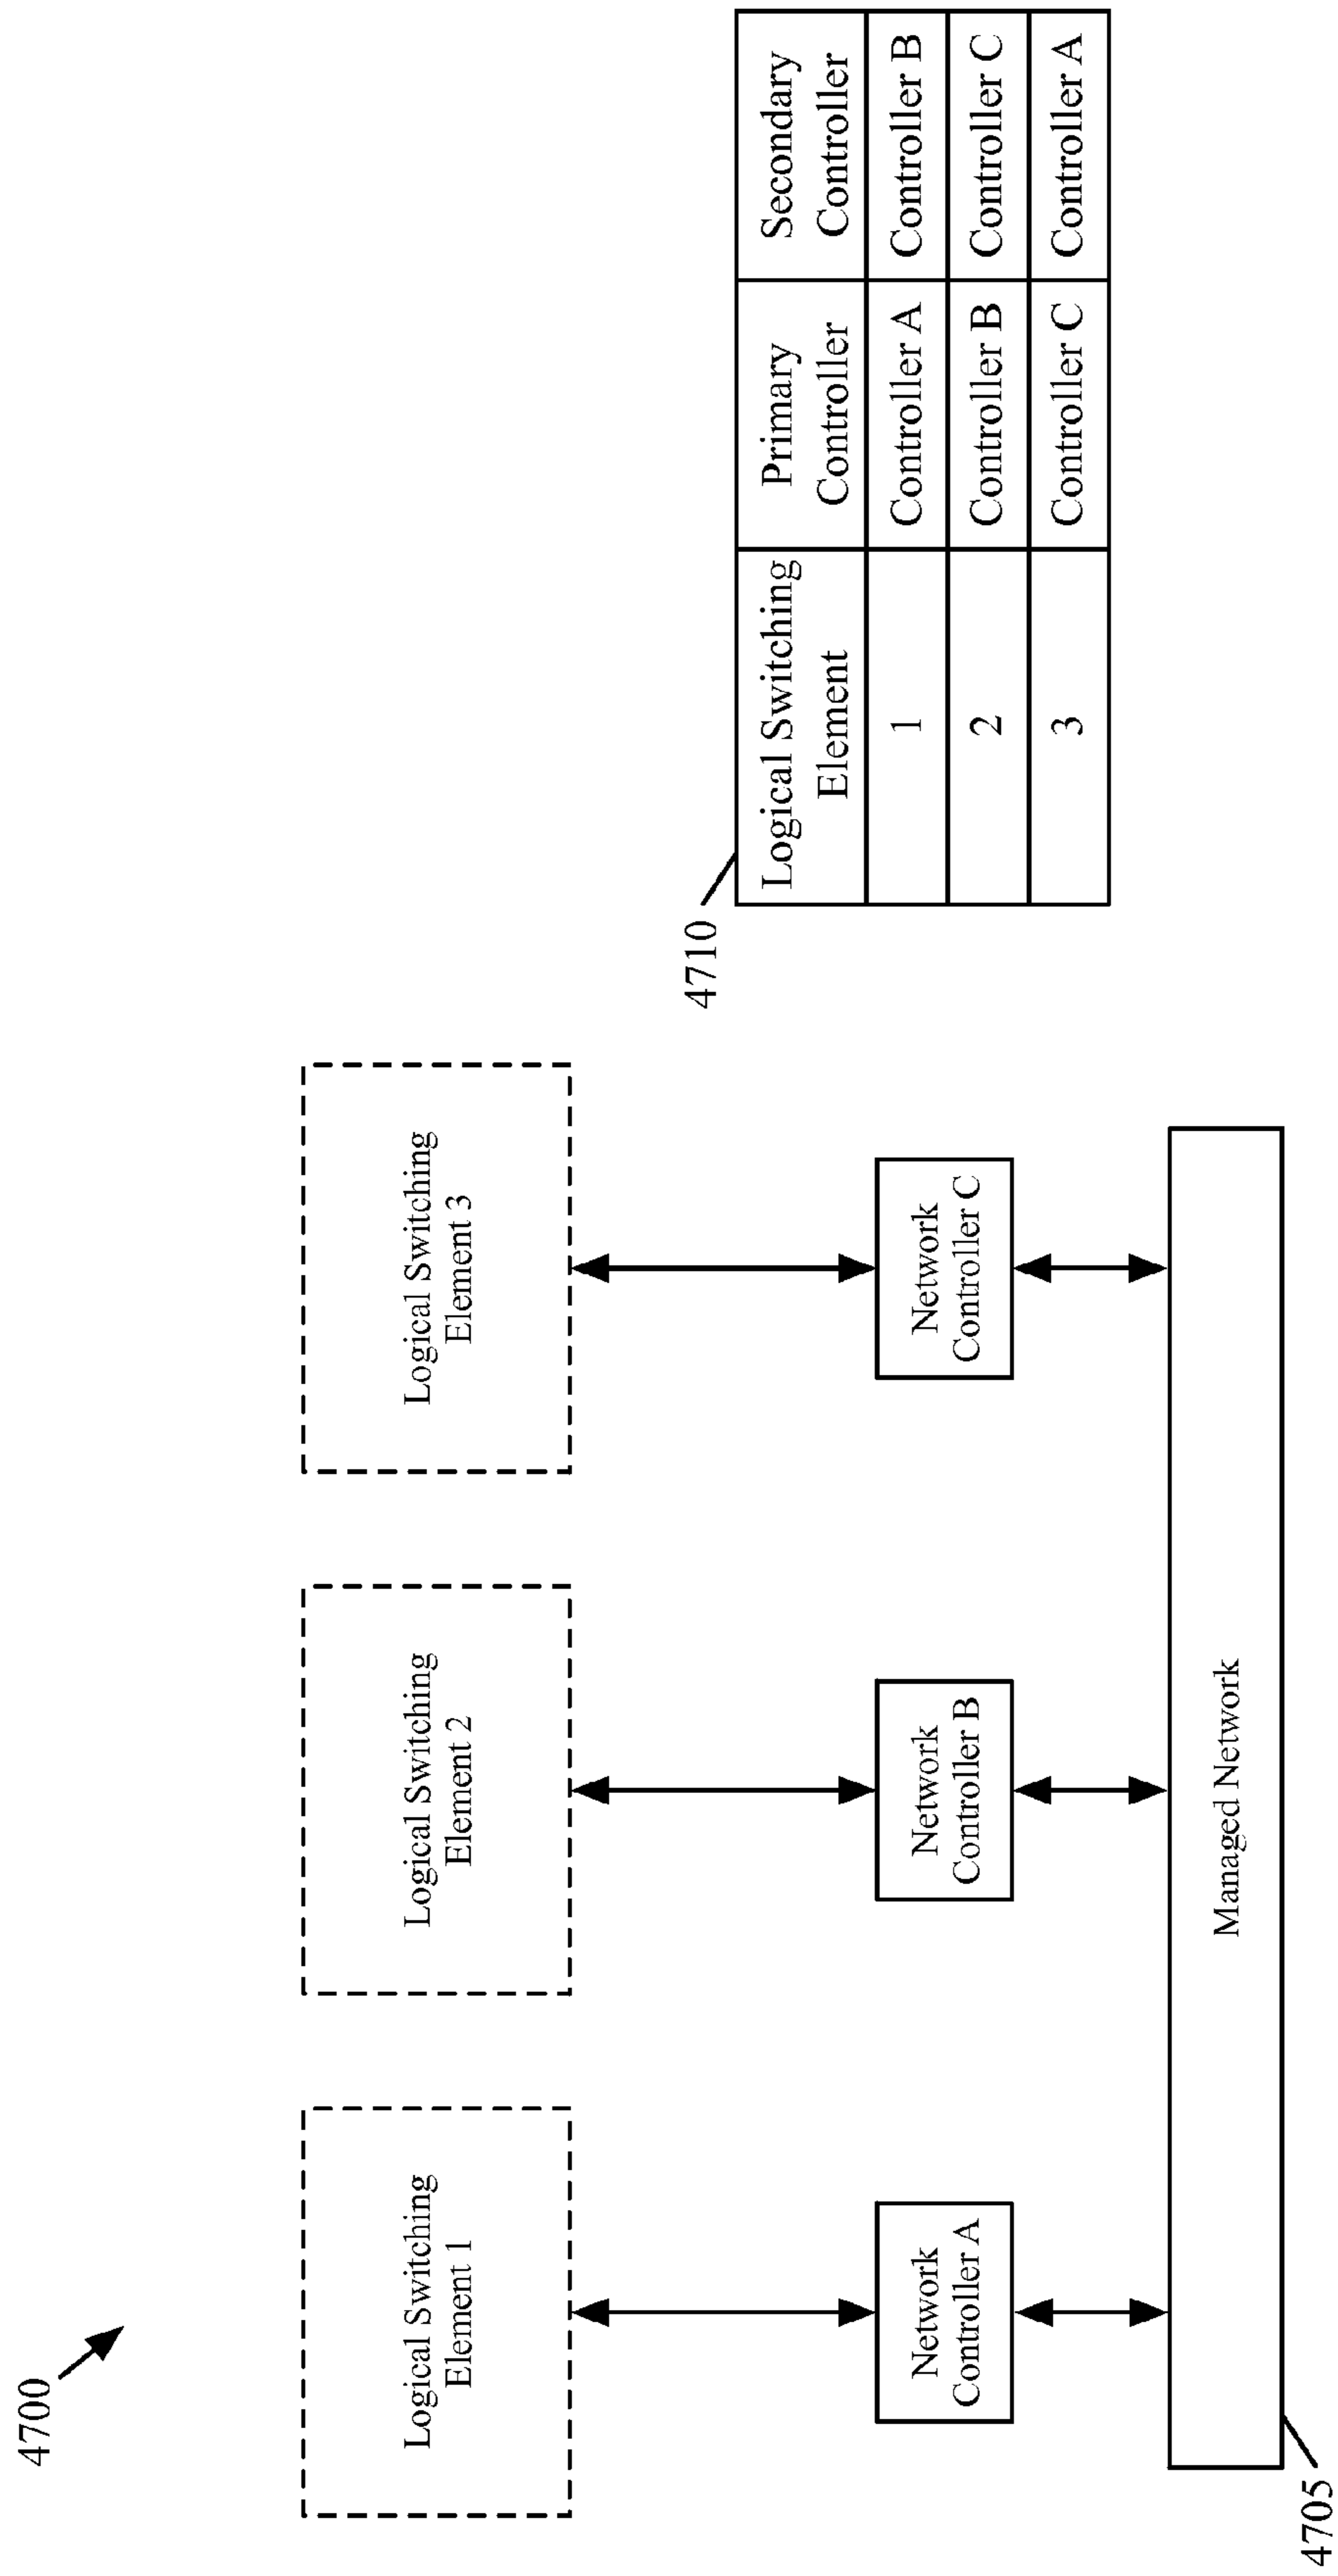 4700
Logical Switching
Element 1
Logical Switching
Element 2
Logical Switching
Element 3
Network
Controller A
Network
Controller B
Network
Controller C
Managed Network
4705
4710
Logical Switching
Element
Primary
Controller
Secondary
Controller
1
Controller A
Controller B
2
Controller B
Controller C
3
Controller C
Controller A